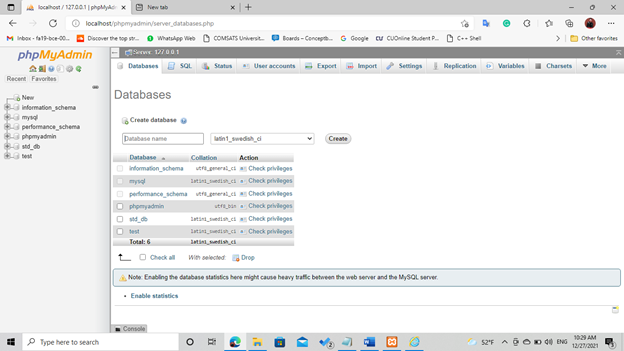 localhost / 127.0.0.1 | phpMyAdm
New tab
localhost/phpmyadmin/server_databases.php
Inbox - fa19-bce-00...
Discover the top str...
WhatsApp Web
COMSATS Universiti...
Boards – Conceptb...
Google
CUOnline Student P...
C++ Shell
Other favorites
phpMyAdmin
Recent
Favorites
New
information_schema
mysql
performance_schema
phpmyadmin
std_db
test
Server: 127.0.0.1
Databases
SQL
Status
User accounts
Export
Import
Settings
Replication
Variables
Charsets
More
Databases
Create database
Database name
latin1_swedish_ci
Create
Database Collation Action
information_schema utf8_general_ci Check privileges
mysql latin1_swedish_ci Check privileges
performance_schema utf8_general_ci Check privileges
phpmyadmin utf8_bin Check privileges
std_db latin1_swedish_ci Check privileges
test latin1_swedish_ci Check privileges
Total: 6 latin1_swedish_ci
Check all With selected: Drop
Note: Enabling the database statistics here might cause heavy traffic between the web server and the MySQL server.
Enable statistics
Console
Type here to search
52°F
ENG
10:29 AM
12/27/2021